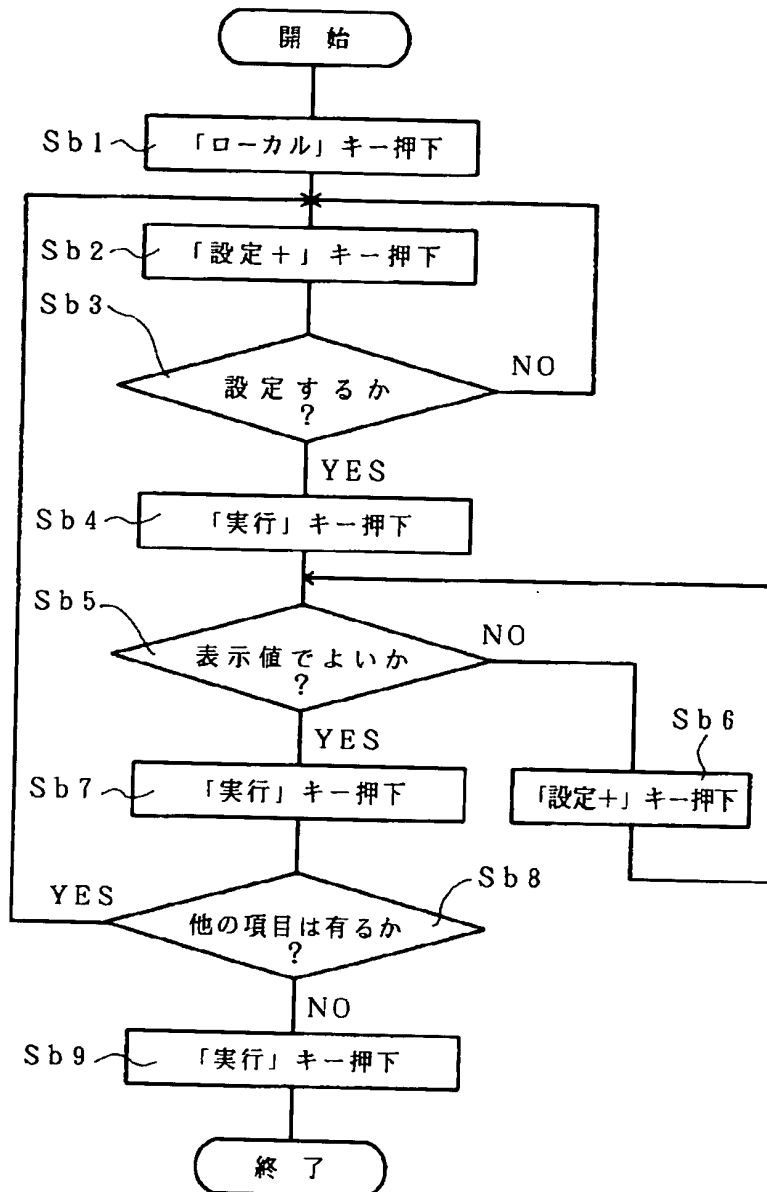 開始
Sb1
「ローカル」キー押下
Sb2
「設定＋」キー押下
Sb3
設定するか
?
NO
YES
Sb4
「実行」キー押下
Sb5
表示値でよいか
?
NO
YES
Sb6
「設定＋」キー押下
Sb7
「実行」キー押下
Sb8
他の項目は有るか
?
YES
NO
Sb9
「実行」キー押下
終了